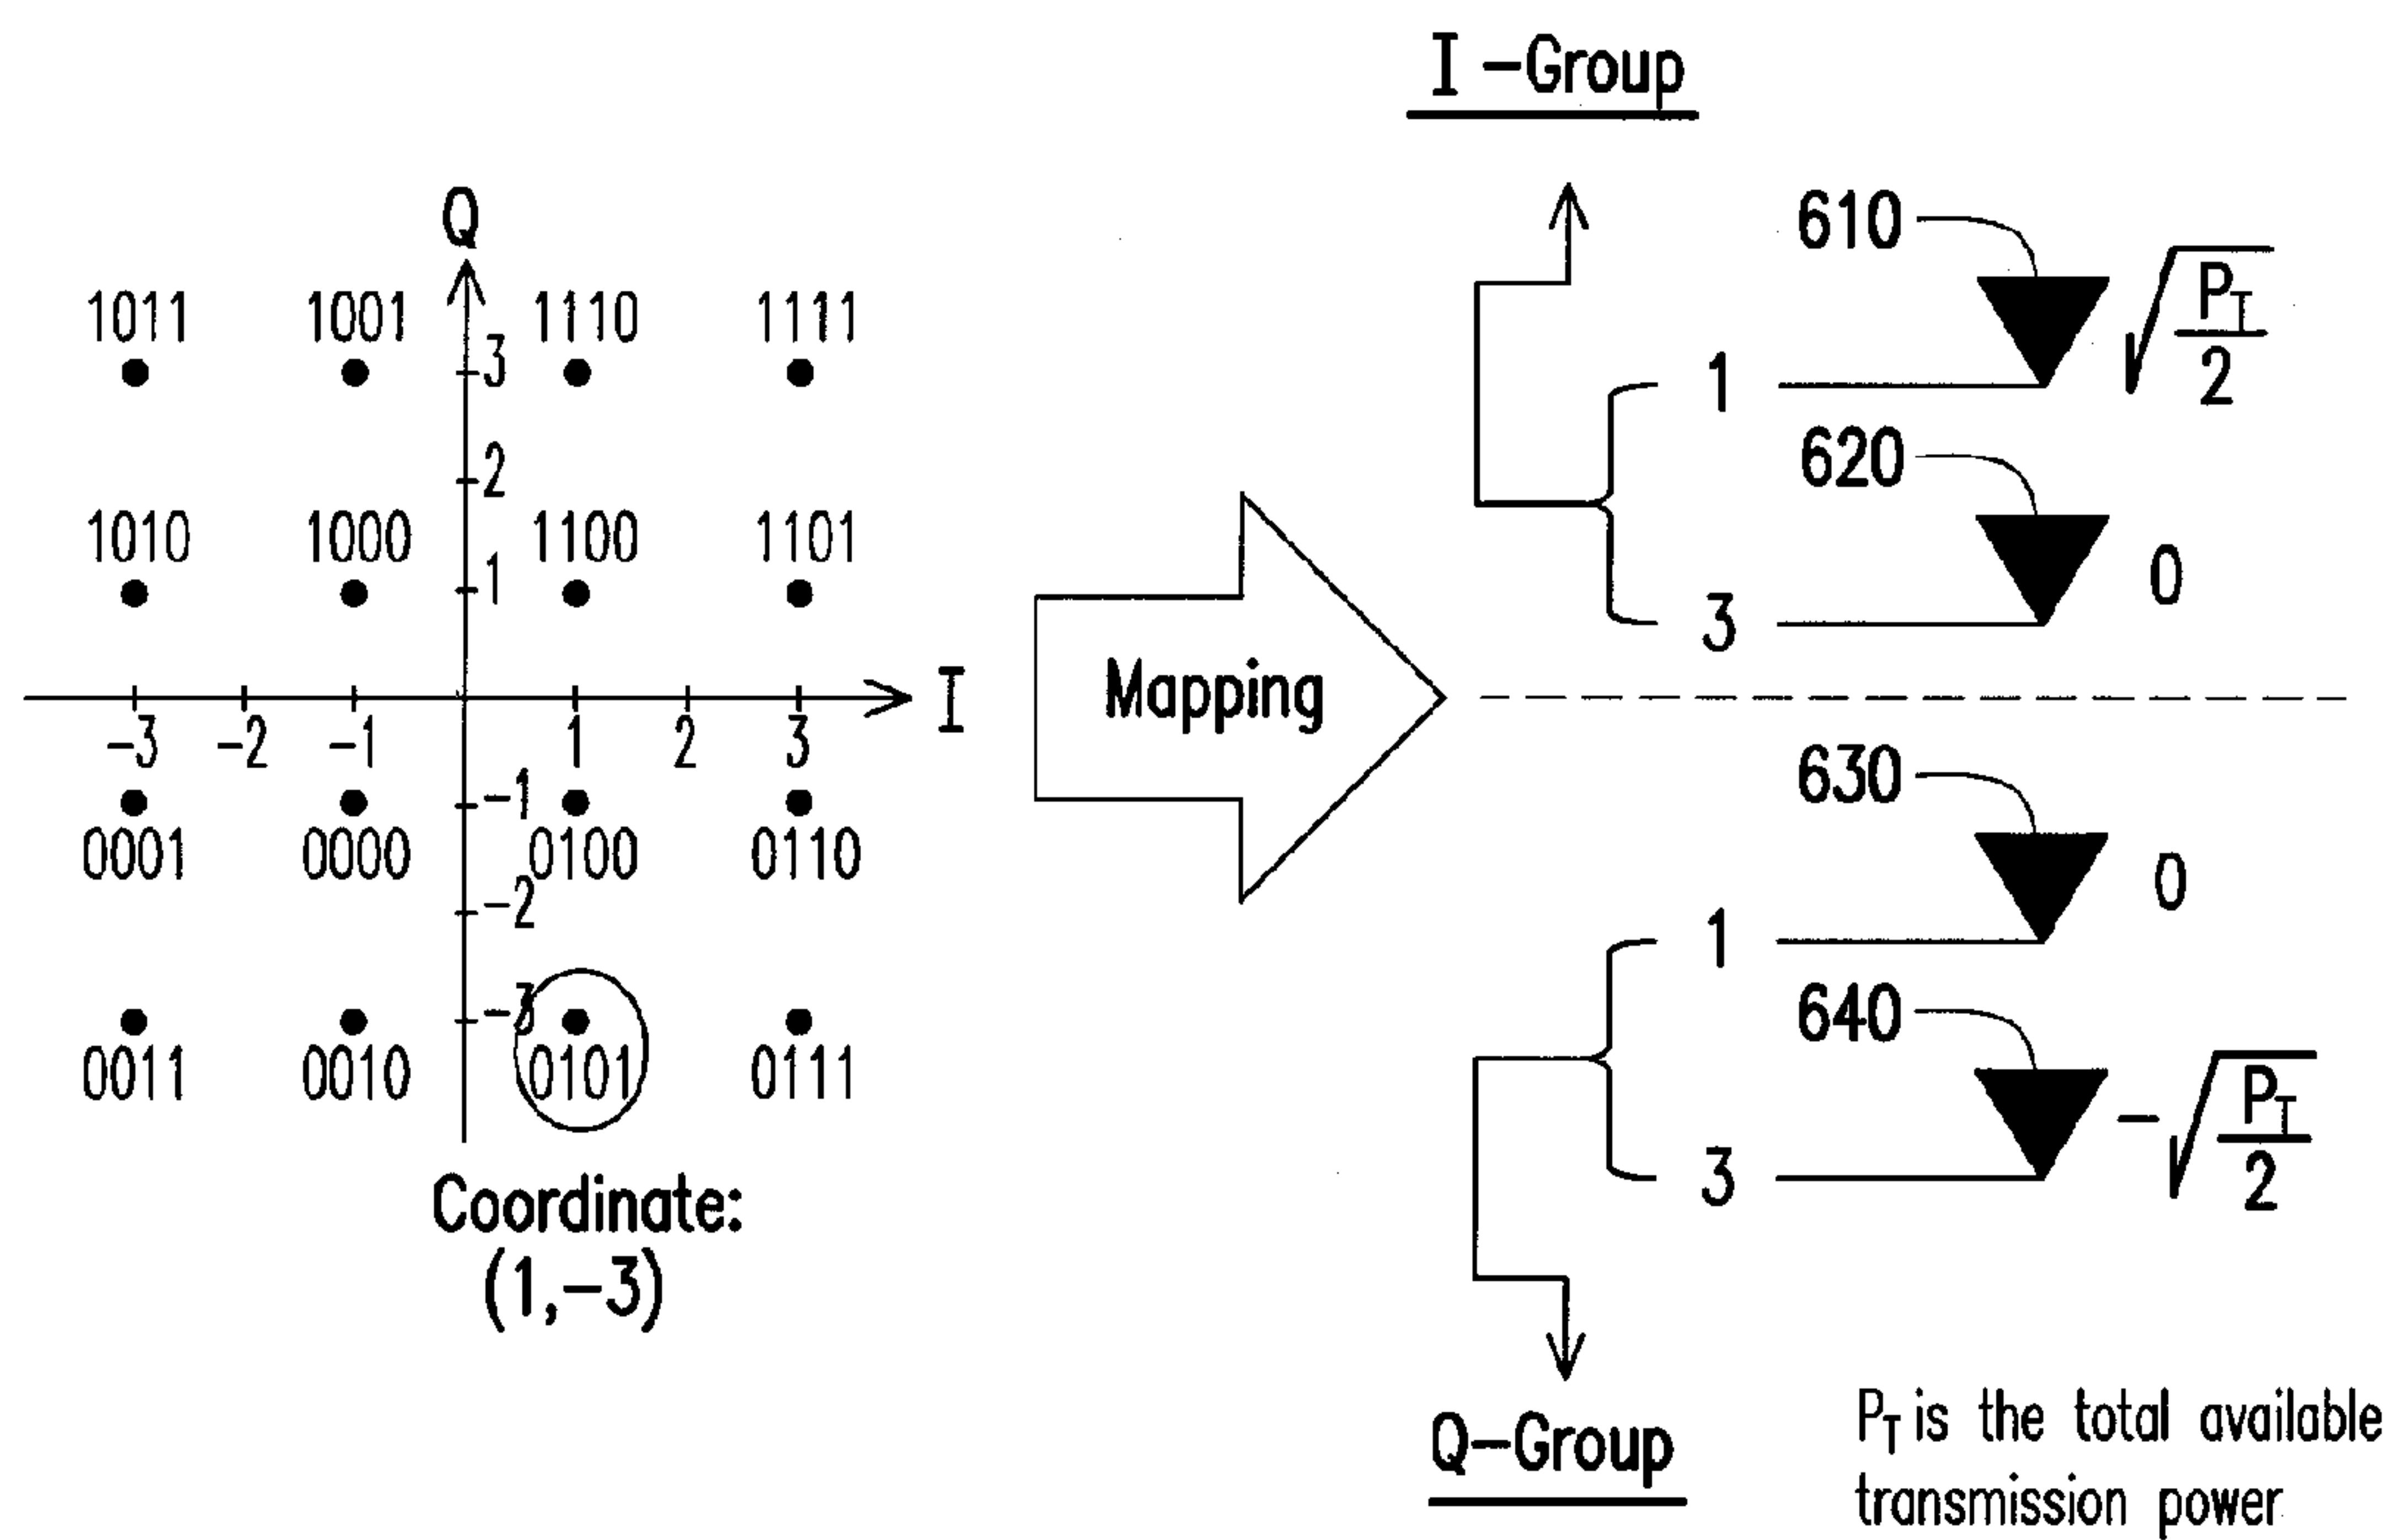 Q
1011 1001 1110 1111
3
2
1010 1000 1100 1101
1
I
-3 -2 -1 1 2 3
-1
0001 0000 0100 0110
-2
-3
0011 0010 0101 0111
Coordinate:
(1,-3)
Mapping
I-Group
610
√(P_T/2)
1
620
0
3
630
0
1
640
-√(P_T/2)
3
Q-Group
P_T is the total available
transmission power